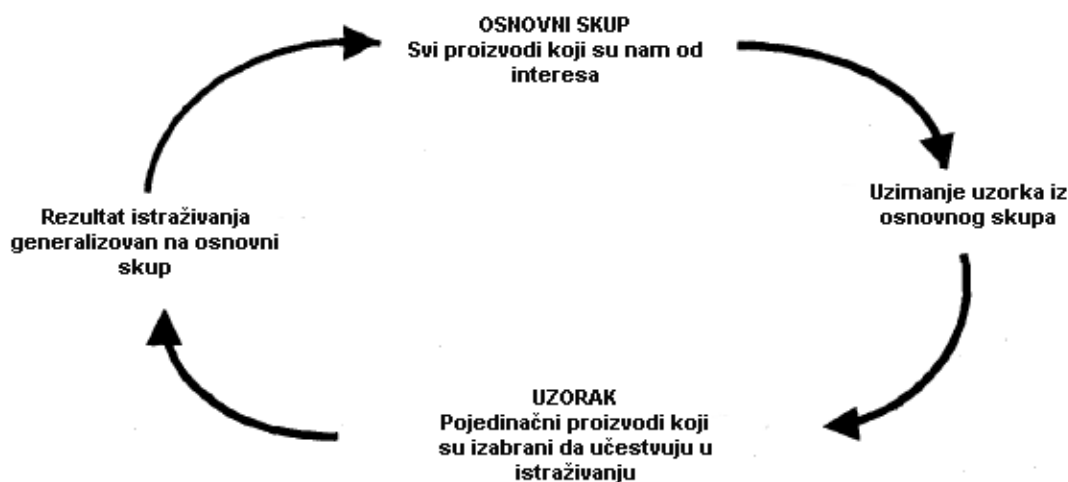 OSNOVNI SKUP
Svi proizvodi koji su nam od
interesa
Uzimanje uzorka iz
osnovnog skupa
UZORAK
Pojedinačni proizvodi koji
su izabrani da učestvuju u
istraživanju
Rezultat istraživanja
generalizovan na osnovni
skup